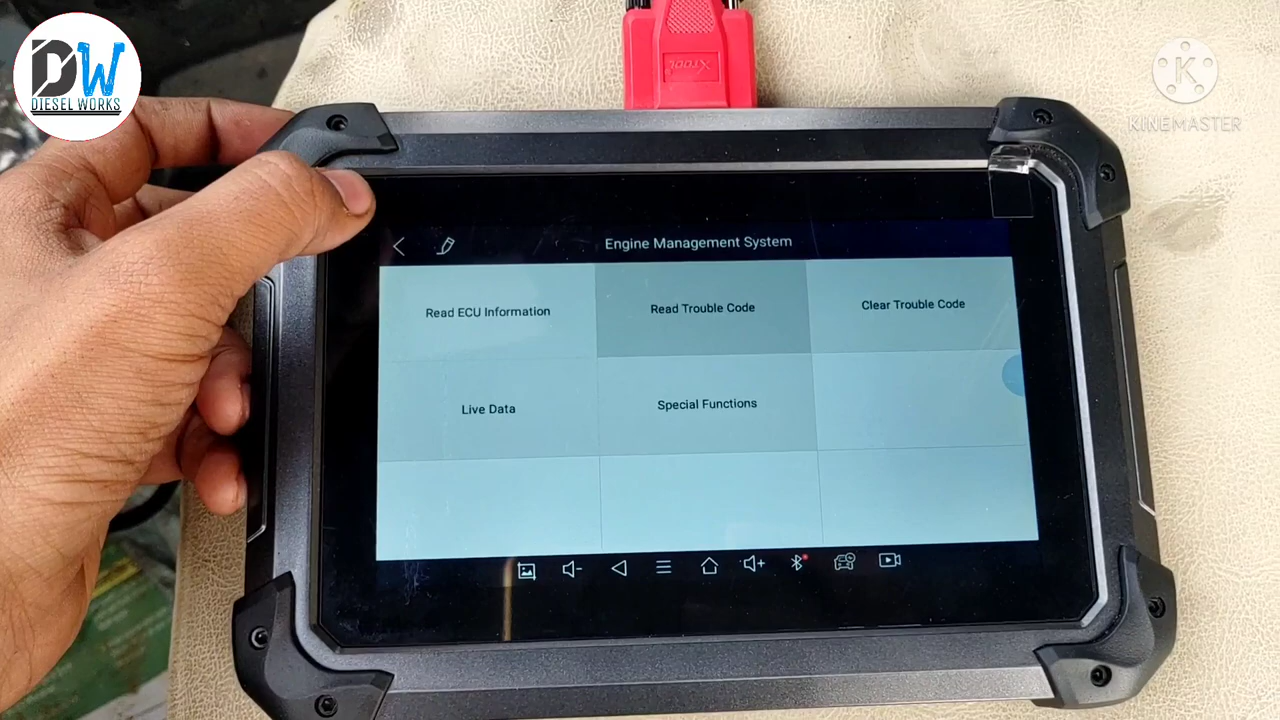 DW
DIESEL WORKS
K
KINEMASTER
XTOOL
Engine Management System
Read ECU Information
Read Trouble Code
Clear Trouble Code
Live Data
Special Functions